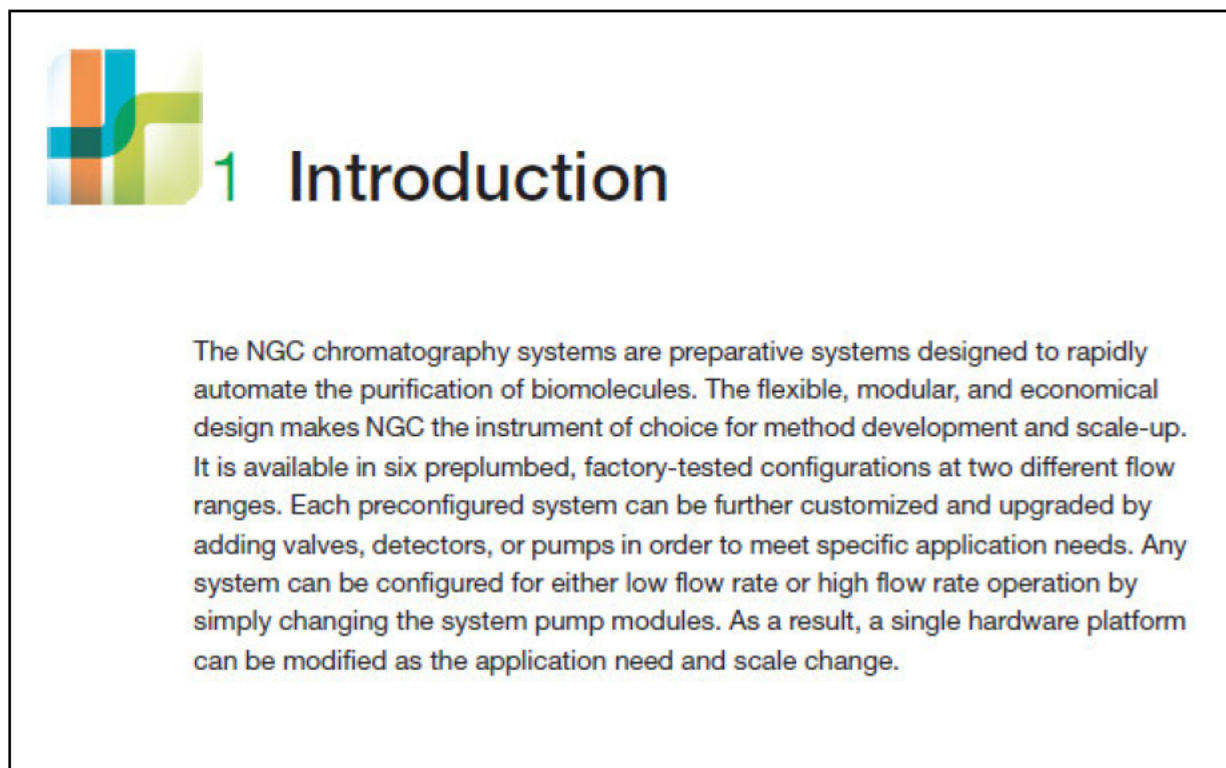 1 Introduction
The NGC chromatography systems are preparative systems designed to rapidly
automate the purification of biomolecules. The flexible, modular, and economical
design makes NGC the instrument of choice for method development and scale-up.
It is available in six preplumbed, factory-tested configurations at two different flow
ranges. Each preconfigured system can be further customized and upgraded by
adding valves, detectors, or pumps in order to meet specific application needs. Any
system can be configured for either low flow rate or high flow rate operation by
simply changing the system pump modules. As a result, a single hardware platform
can be modified as the application need and scale change.